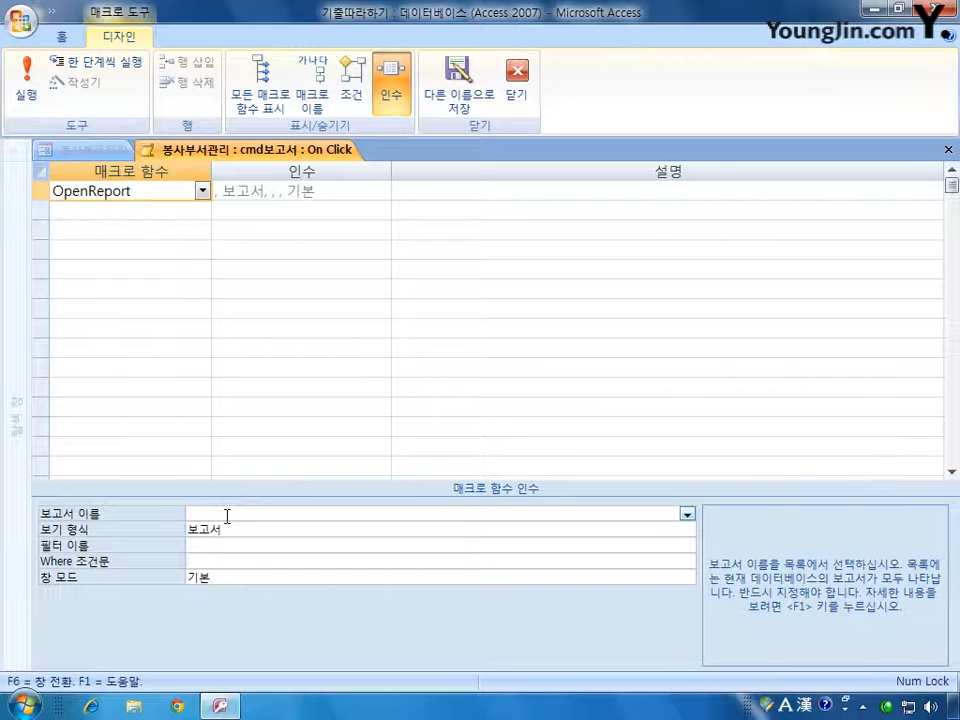 매크로 도구
기출따라하기 : 데이터베이스 (Access 2007) - Microsoft Access
YoungJin.com Y.
홈 디자인
실행
한 단계씩 실행
작성기
도구
행 삽입
행 삭제
행
모든 매크로
함수 표시
가나다
매크로
이름
조건
인수
표시/숨기기
다른 이름으로
저장
닫기
닫기
봉사부서관리 : cmd보고서 : On Click
매크로 함수 인수 설명
OpenReport , 보고서, , , 기본
매크로 함수 인수
보고서 이름
보기 형식 보고서
필터 이름
Where 조건문
창 모드 기본
보고서 이름을 목록에서 선택하십시오. 목록에
는 현재 데이터베이스의 보고서가 모두 나타납
니다. 반드시 지정해야 합니다. 자세한 내용을
보려면 <F1> 키를 누르십시오.
F6 = 창 전환. F1 = 도움말.
Num Lock
A 漢